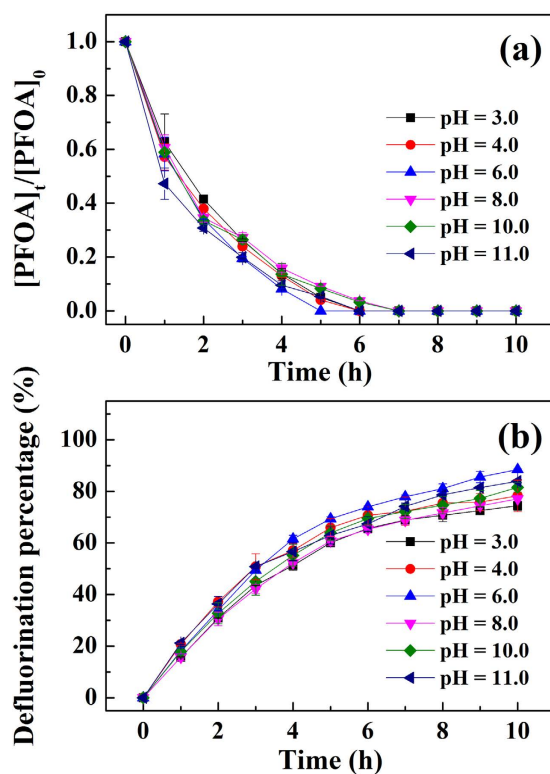 (a)
[PFOA]t/[PFOA]0
1.0
0.8
0.6
0.4
0.2
0.0
pH = 3.0
pH = 4.0
pH = 6.0
pH = 8.0
pH = 10.0
pH = 11.0
0 2 4 6 8 10
Time (h)
(b)
Defluorination percentage (%)
100
80
60
40
20
0
pH = 3.0
pH = 4.0
pH = 6.0
pH = 8.0
pH = 10.0
pH = 11.0
0 2 4 6 8 10
Time (h)